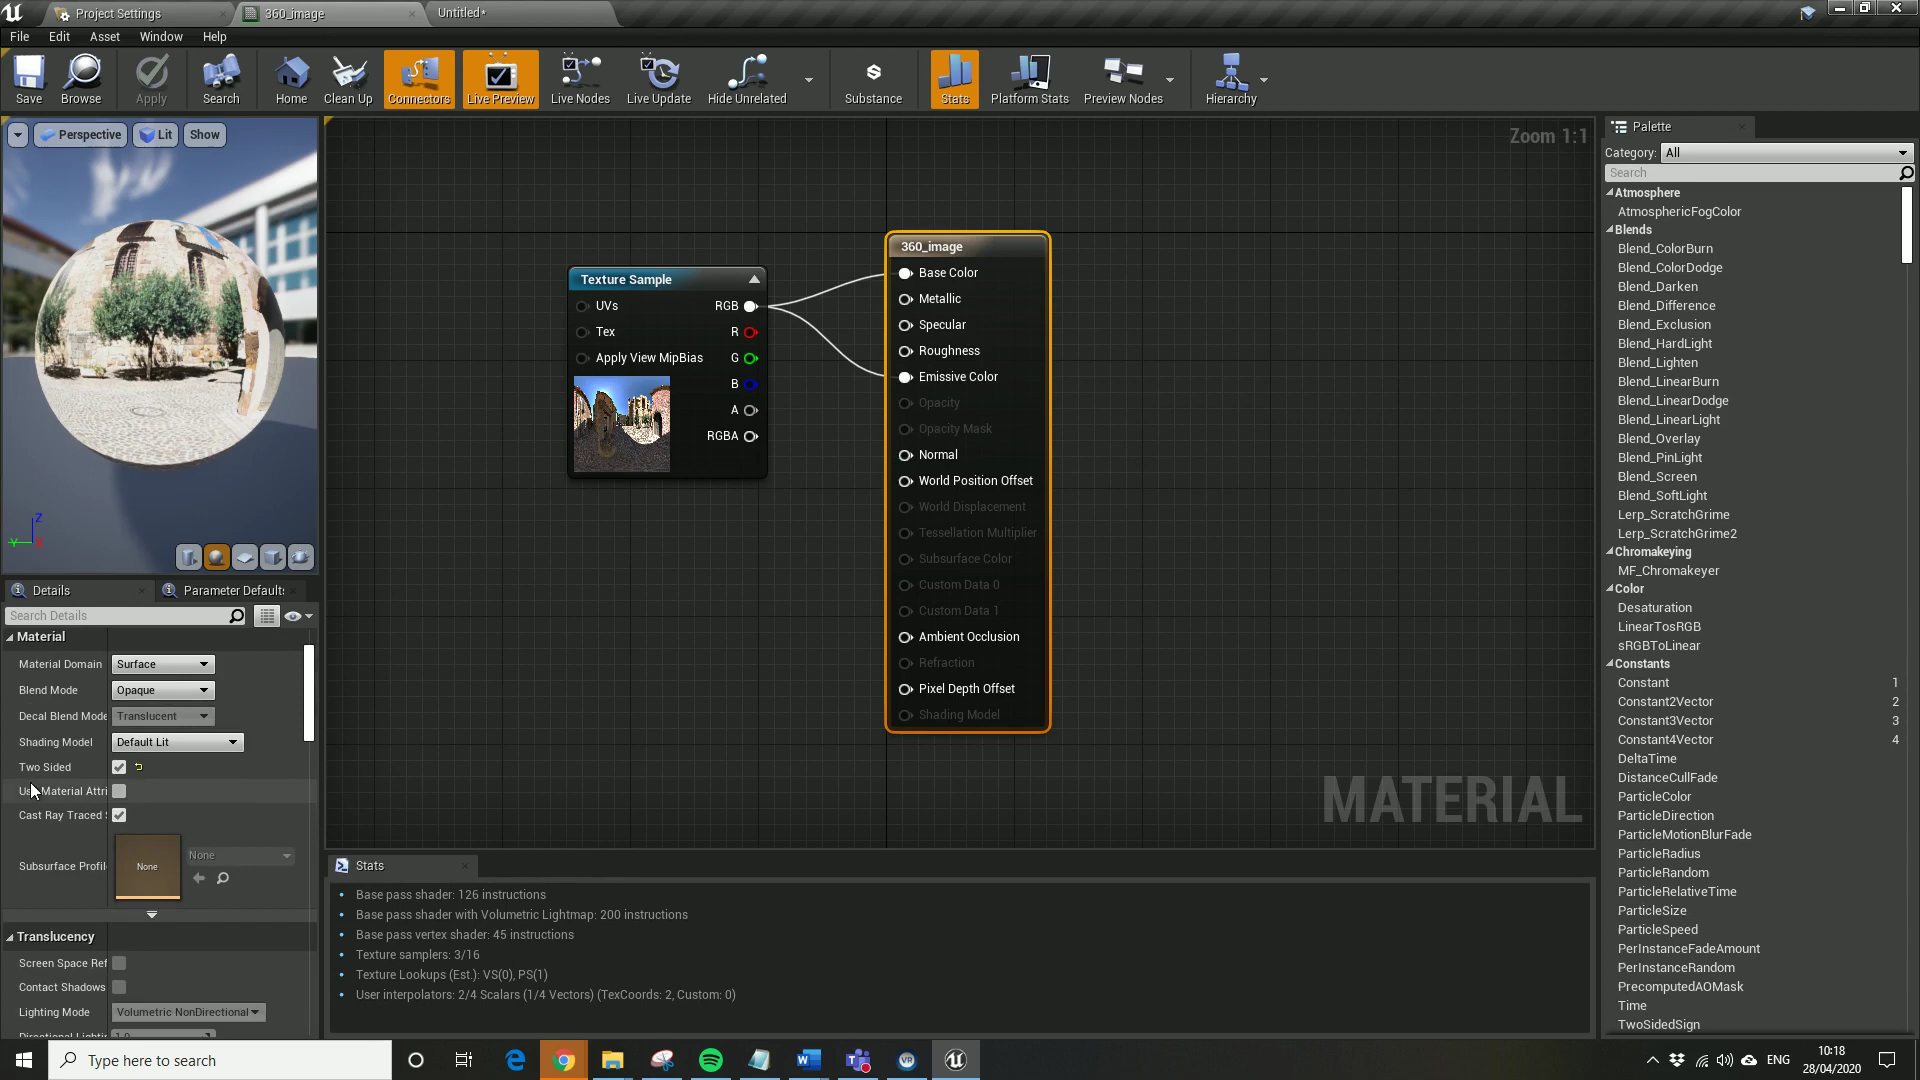 Project Settings
360_image
Untitled*
File Edit Asset Window Help
Save
Browse
Apply
Search
Home
Clean Up
Connectors
Live Preview
Live Nodes
Live Update
Hide Unrelated
Substance
Stats
Platform Stats
Preview Nodes
Hierarchy
Perspective
Lit
Show
Z
Y
X
Zoom 1:1
Texture Sample
UVs
RGB
Tex
R
Apply View MipBias
G
B
A
RGBA
360_image
Base Color
Metallic
Specular
Roughness
Emissive Color
Opacity
Opacity Mask
Normal
World Position Offset
World Displacement
Tessellation Multiplier
Subsurface Color
Custom Data 0
Custom Data 1
Ambient Occlusion
Refraction
Pixel Depth Offset
Shading Model
MATERIAL
Details
Parameter Default
Search Details
Material
Material Domain Surface
Blend Mode Opaque
Decal Blend Mode Translucent
Shading Model Default Lit
Two Sided
Material Attri
Cast Ray Traced
Subsurface Profil
None
None
Translucency
Screen Space Ref
Contact Shadows
Lighting Mode Volumetric NonDirectional
Stats
Base pass shader: 126 instructions
Base pass shader with Volumetric Lightmap: 200 instructions
Base pass vertex shader: 45 instructions
Texture samplers: 3/16
Texture Lookups (Est.): VS(0), PS(1)
User interpolators: 2/4 Scalars (1/4 Vectors) (TexCoords: 2, Custom: 0)
Palette
Category: All
Search
Atmosphere
AtmosphericFogColor
Blends
Blend_ColorBurn
Blend_ColorDodge
Blend_Darken
Blend_Difference
Blend_Exclusion
Blend_HardLight
Blend_Lighten
Blend_LinearBurn
Blend_LinearDodge
Blend_LinearLight
Blend_Overlay
Blend_PinLight
Blend_Screen
Blend_SoftLight
Lerp_ScratchGrime
Lerp_ScratchGrime2
Chromakeying
MF_Chromakeyer
Color
Desaturation
LinearTosRGB
sRGBToLinear
Constants
Constant 1
Constant2Vector 2
Constant3Vector 3
Constant4Vector 4
DeltaTime
DistanceCullFade
ParticleColor
ParticleDirection
ParticleMotionBlurFade
ParticleRadius
ParticleRandom
ParticleRelativeTime
ParticleSize
ParticleSpeed
PerInstanceFadeAmount
PerInstanceRandom
PrecomputedAOMask
Time
TwoSidedSign
Type here to search
ENG
10:18
28/04/2020